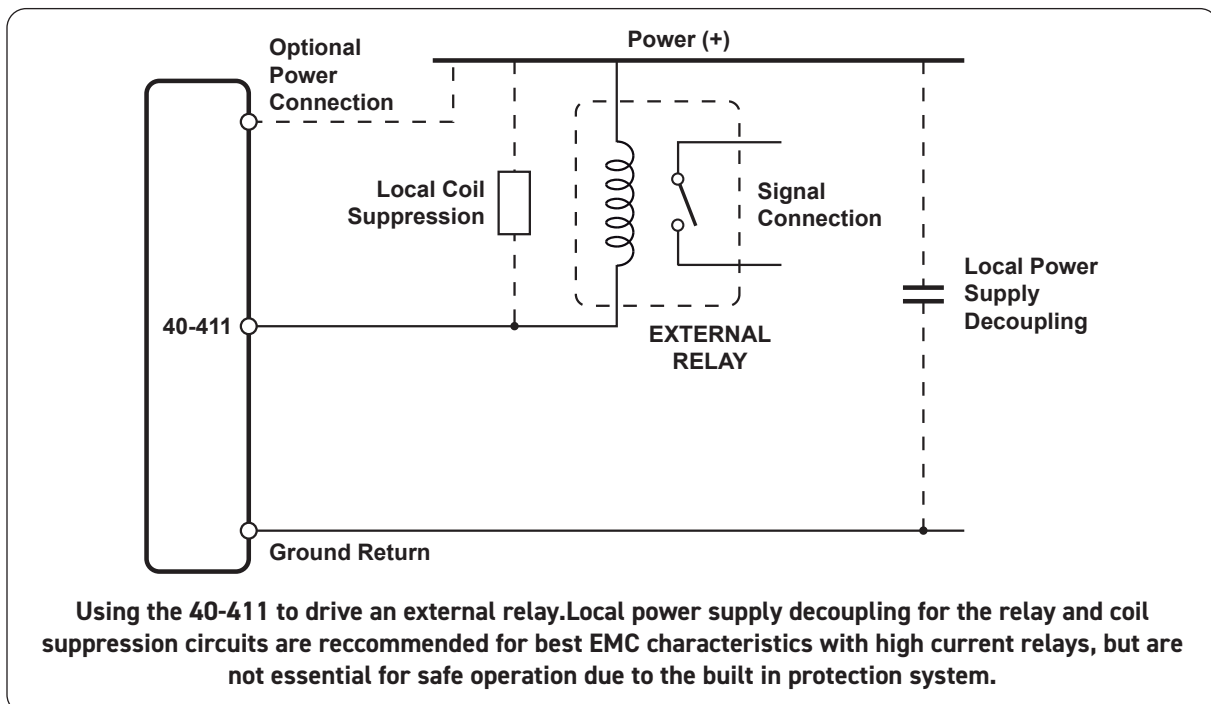 Optional
Power
Connection
Power (+)
Local Coil
Suppression
Signal
Connection
Local Power
Supply
Decoupling
40-411
EXTERNAL
RELAY
Ground Return
Using the 40-411 to drive an external relay.Local power supply decoupling for the relay and coil
suppression circuits are reccommended for best EMC characteristics with high current relays, but are
not essential for safe operation due to the built in protection system.